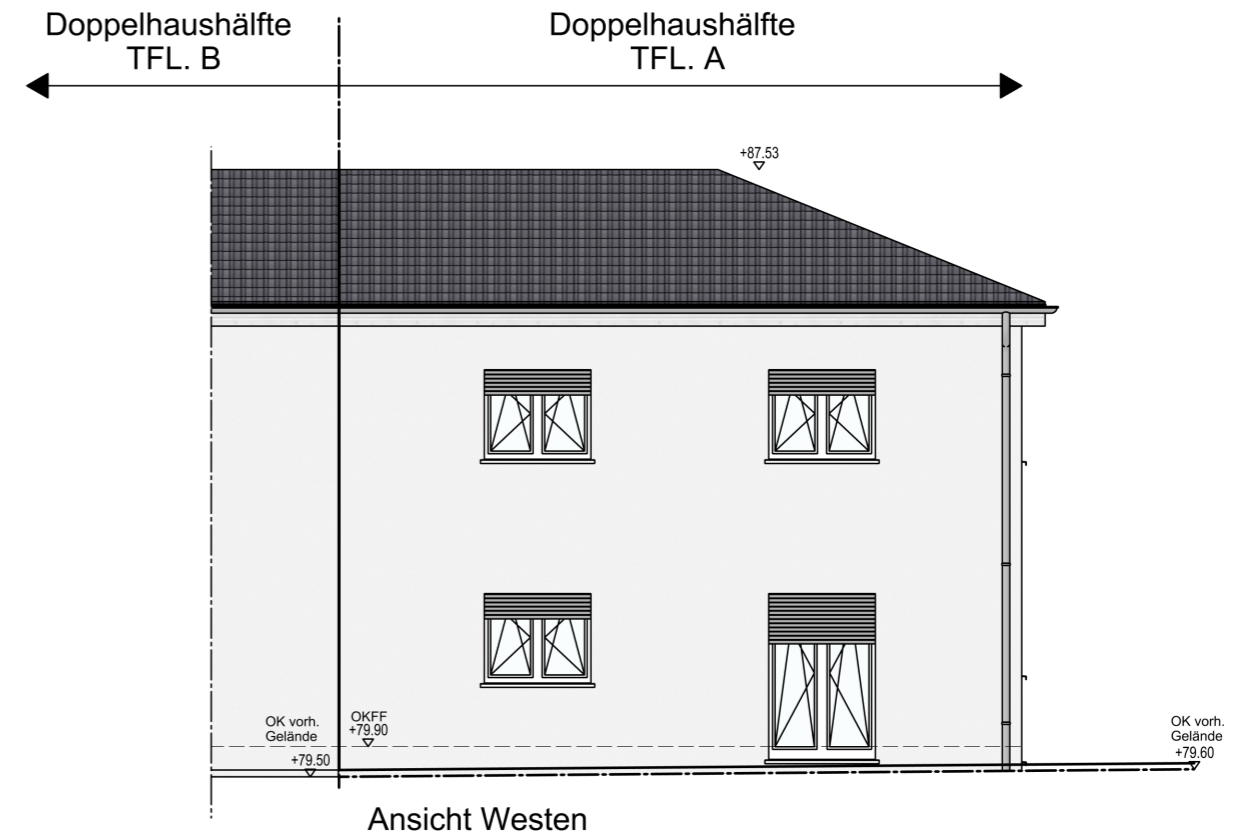 Doppelhaushälfte
TFL. B
Doppelhaushälfte
TFL. A
+87.53
OK vorh.
Gelände
+79.50
OKFF
+79.90
OK vorh.
Gelände
+79.60
Ansicht Westen